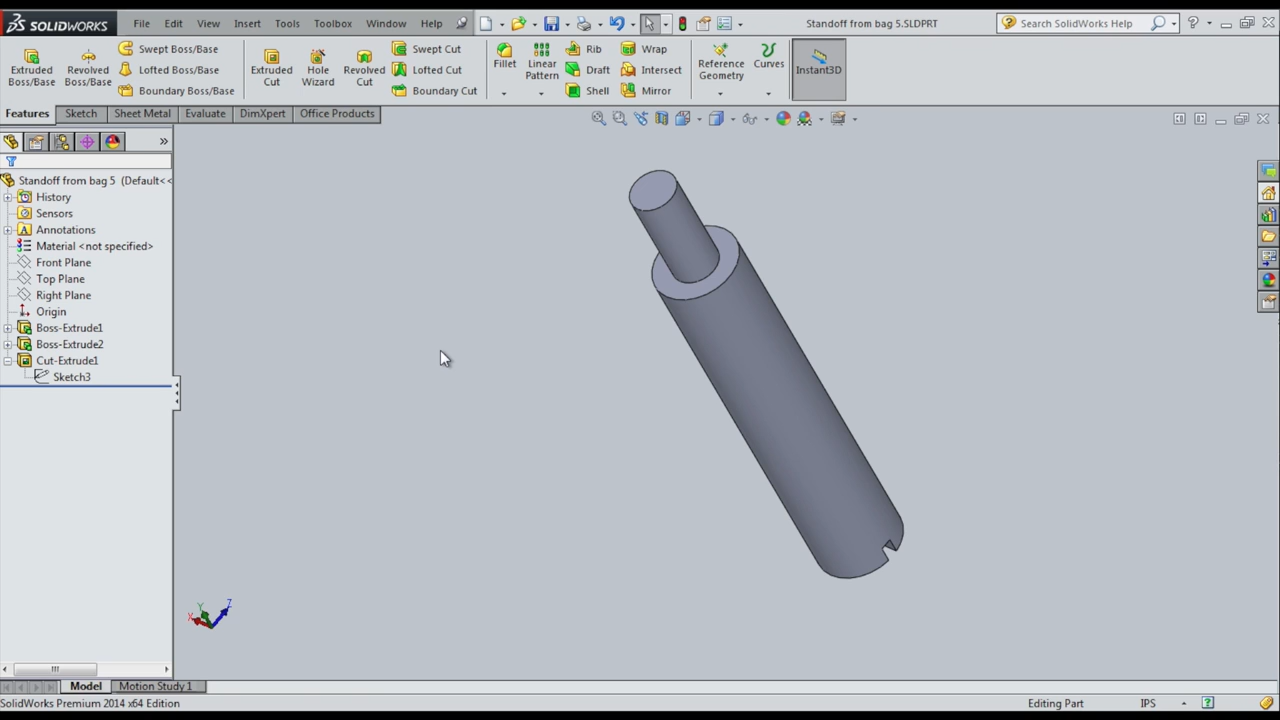 SOLIDWORKS File Edit View Insert Tools Toolbox Window Help Standoff from bag 5.SLDPRT Search SolidWorks Help
Extruded Boss/Base
Revolved Boss/Base
Swept Boss/Base
Lofted Boss/Base
Boundary Boss/Base
Extruded Cut
Hole Wizard
Revolved Cut
Swept Cut
Lofted Cut
Boundary Cut
Fillet
Linear Pattern
Rib
Draft
Shell
Wrap
Intersect
Mirror
Reference Geometry
Curves
Instant3D
Features Sketch Sheet Metal Evaluate DimXpert Office Products
Standoff from bag 5 (Default<<
History
Sensors
Annotations
Material <not specified>
Front Plane
Top Plane
Right Plane
Origin
Boss-Extrude1
Boss-Extrude2
Cut-Extrude1
Sketch3
X Y Z
Model Motion Study 1
SolidWorks Premium 2014 x64 Edition Editing Part IPS